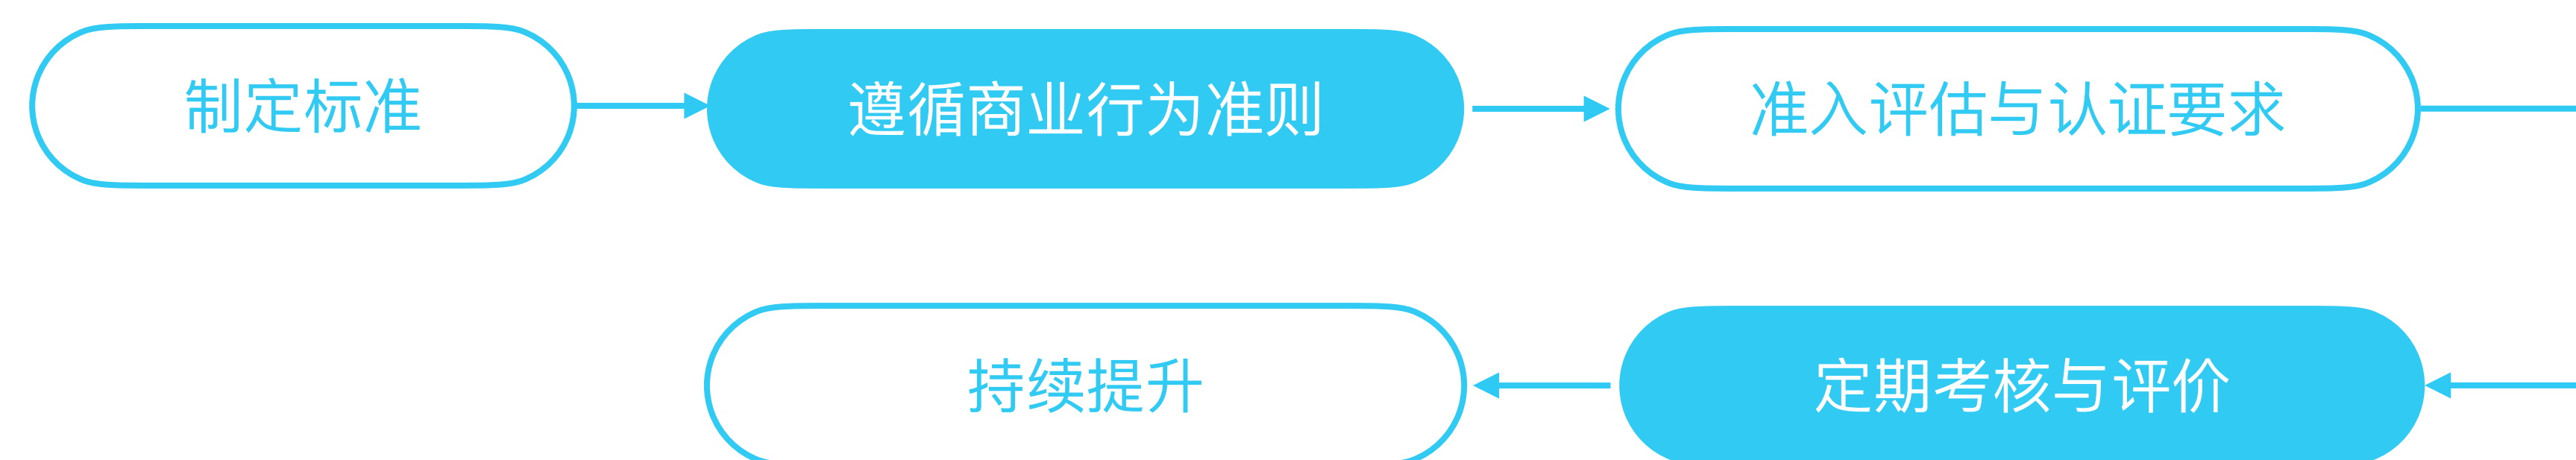 制定标准
遵循商业行为准则
准入评估与认证要求
定期考核与评价
持续提升